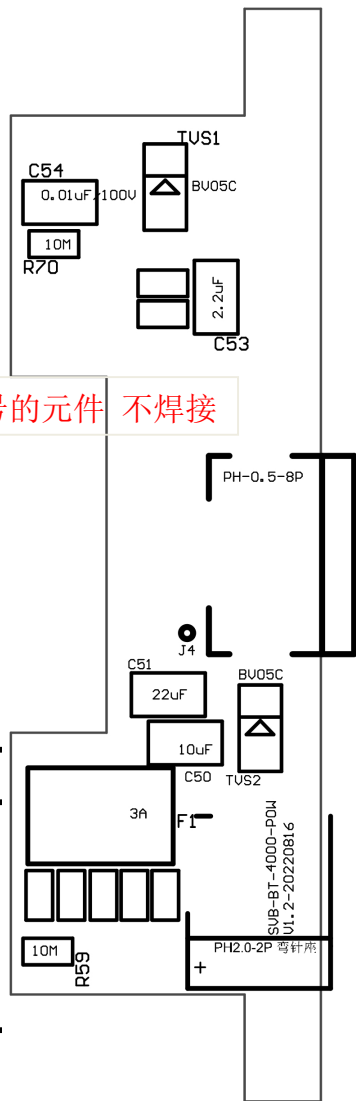 TVS1
C54
0.01uF/100V
BV05C
10M
R70
2.2uF
C53
的元件 不焊接
PH-0.5-8P
J4
C51
BV05C
22uF
10uF
C50
TVS2
3A
F1
SVB-BT-4000-POW
V1.2-20220816
10M
R59
PH2.0-2P 弯针座
+